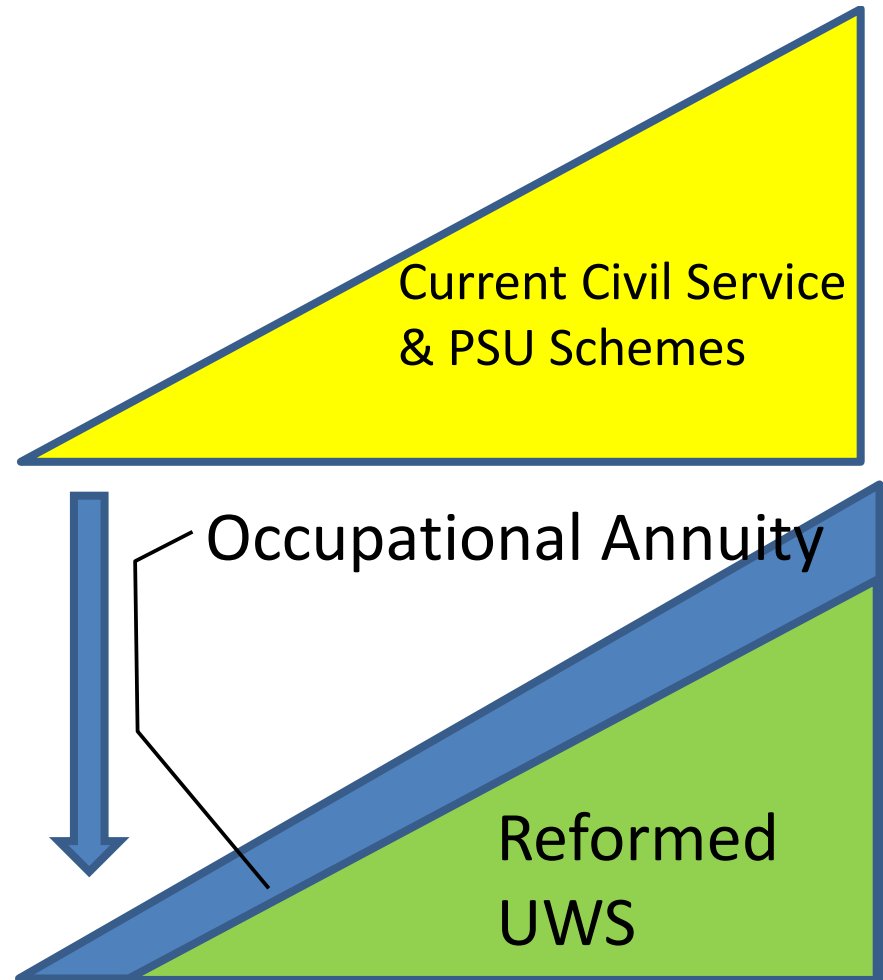 Current Civil Service
& PSU Schemes
Occupational Annuity
Reformed
UWS